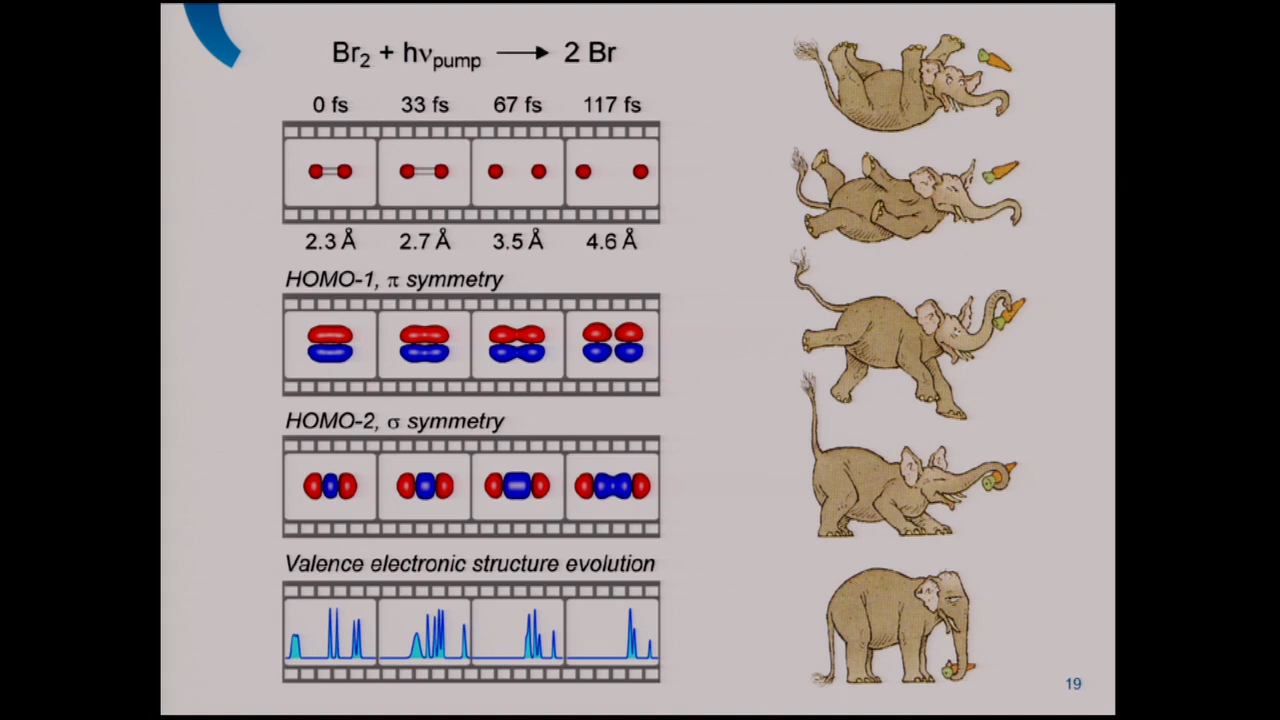 Br₂ + hνpump ⟶ 2 Br
0 fs 33 fs 67 fs 117 fs
2.3 Å 2.7 Å 3.5 Å 4.6 Å
HOMO-1, π symmetry
HOMO-2, σ symmetry
Valence electronic structure evolution
19